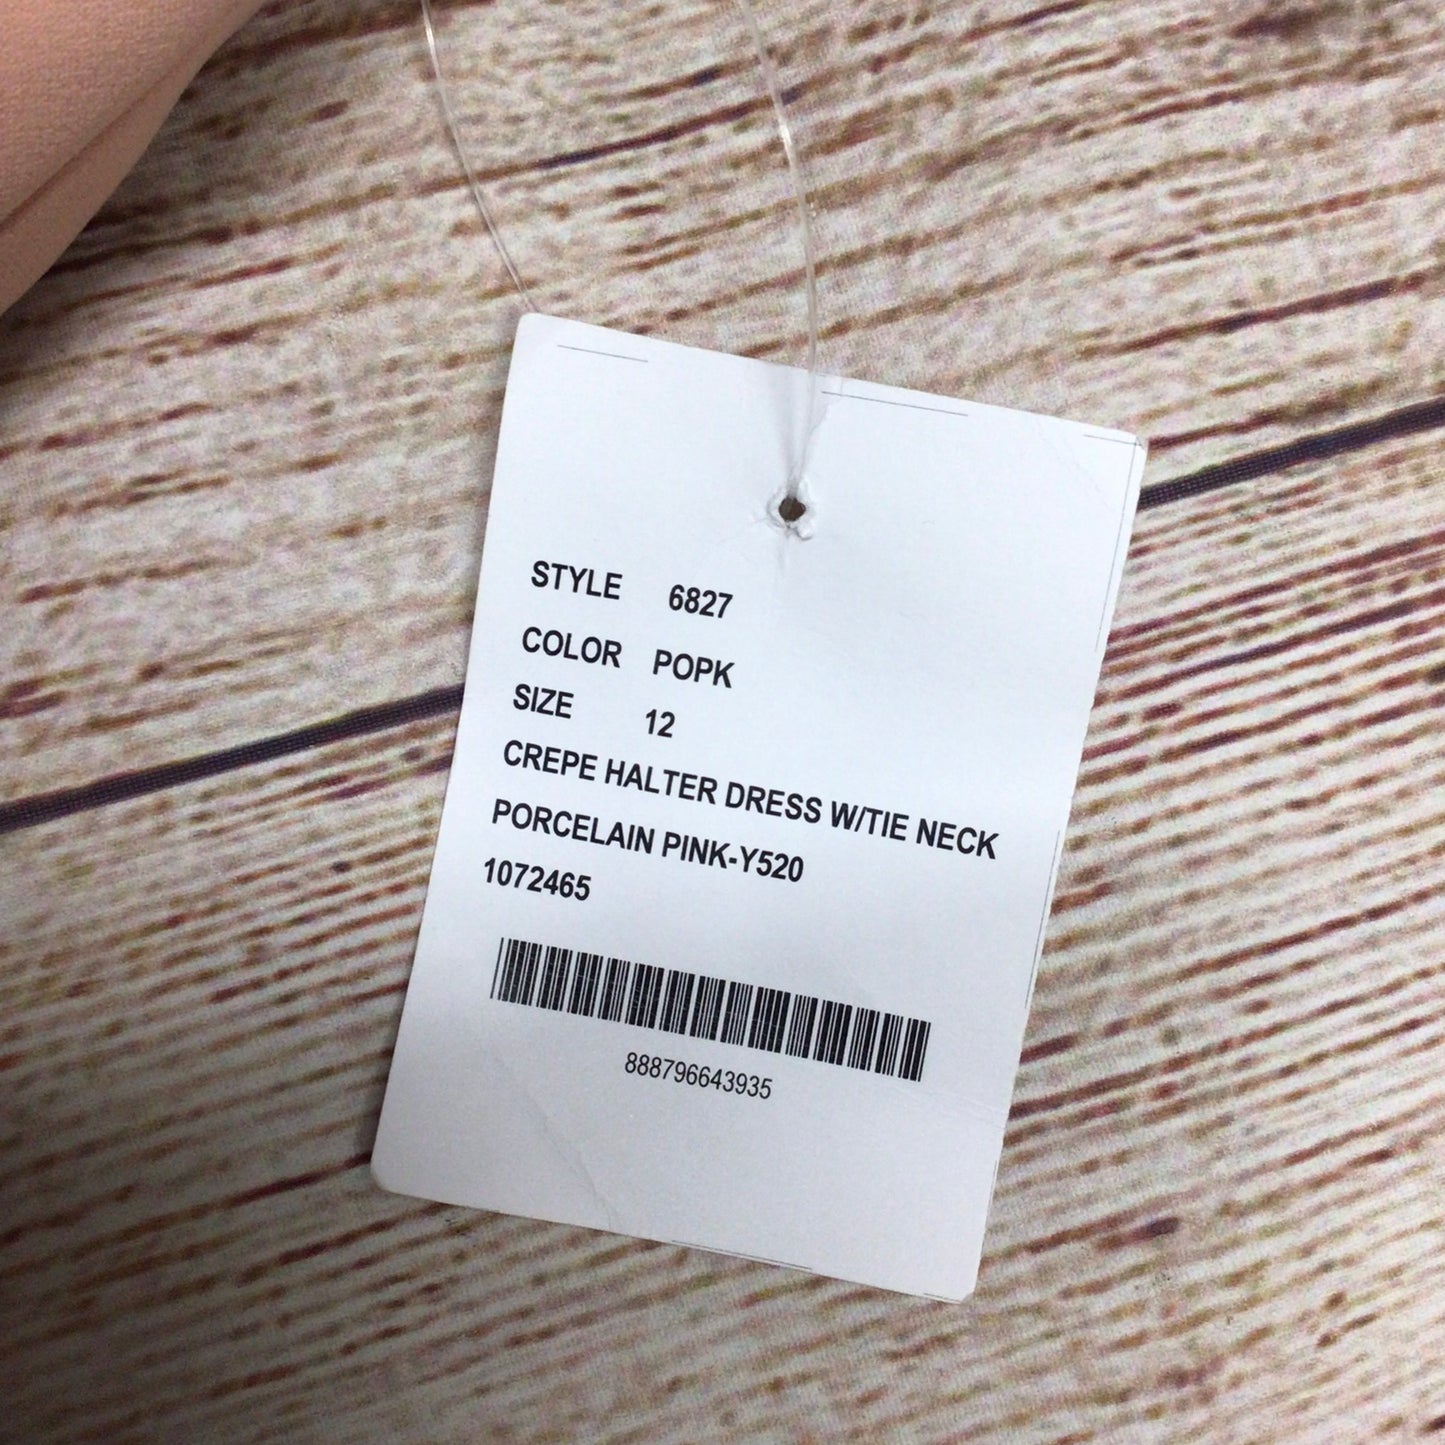 STYLE 6827
COLOR POPK
SIZE 12
CREPE HALTER DRESS W/TIE NECK
PORCELAIN PINK-Y520
1072465
888796643935